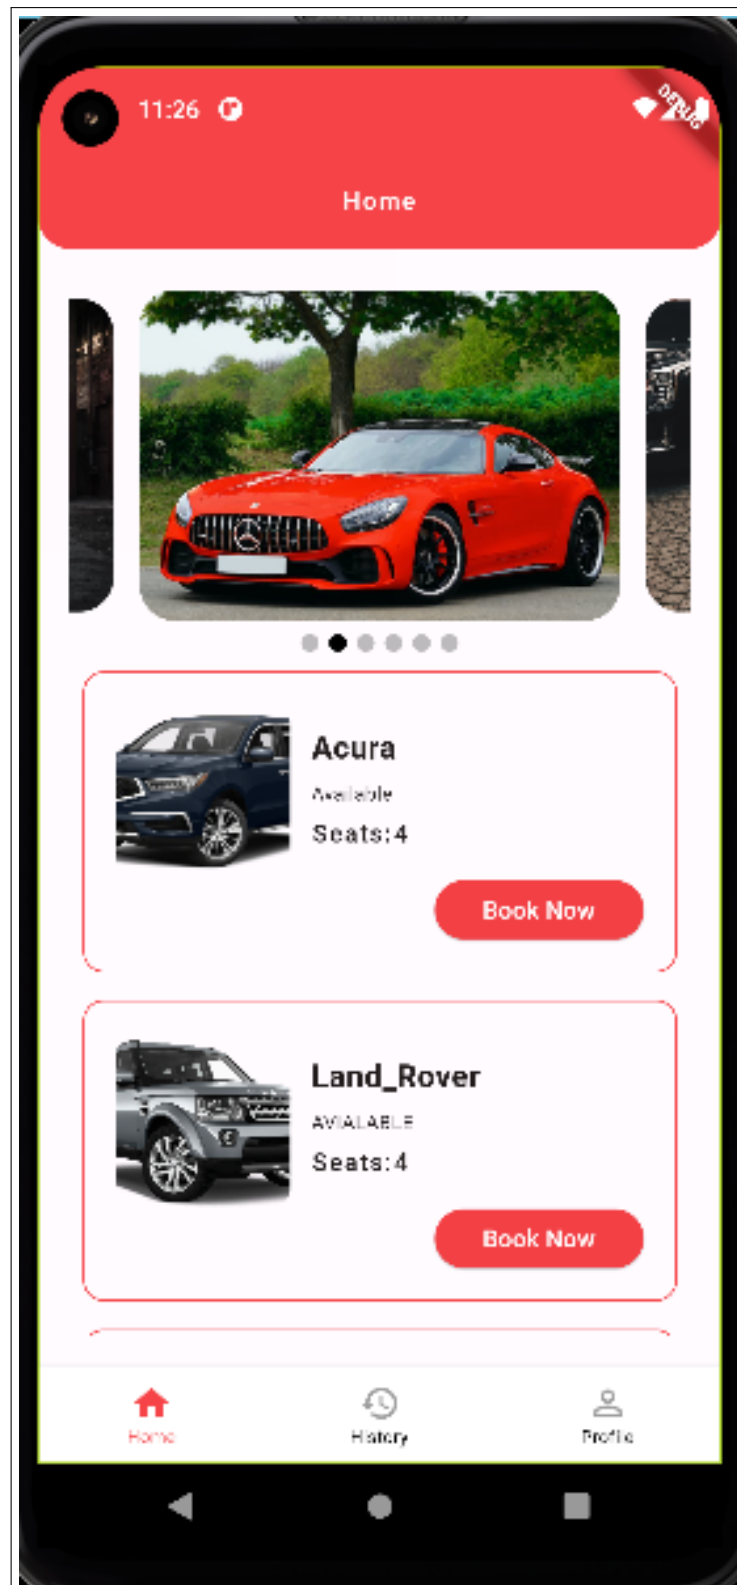 11:26
DEBUG
Home
Acura
Available
Seats:4
Book Now
Land_Rover
AVIALABLE
Seats:4
Book Now
Home
History
Profile